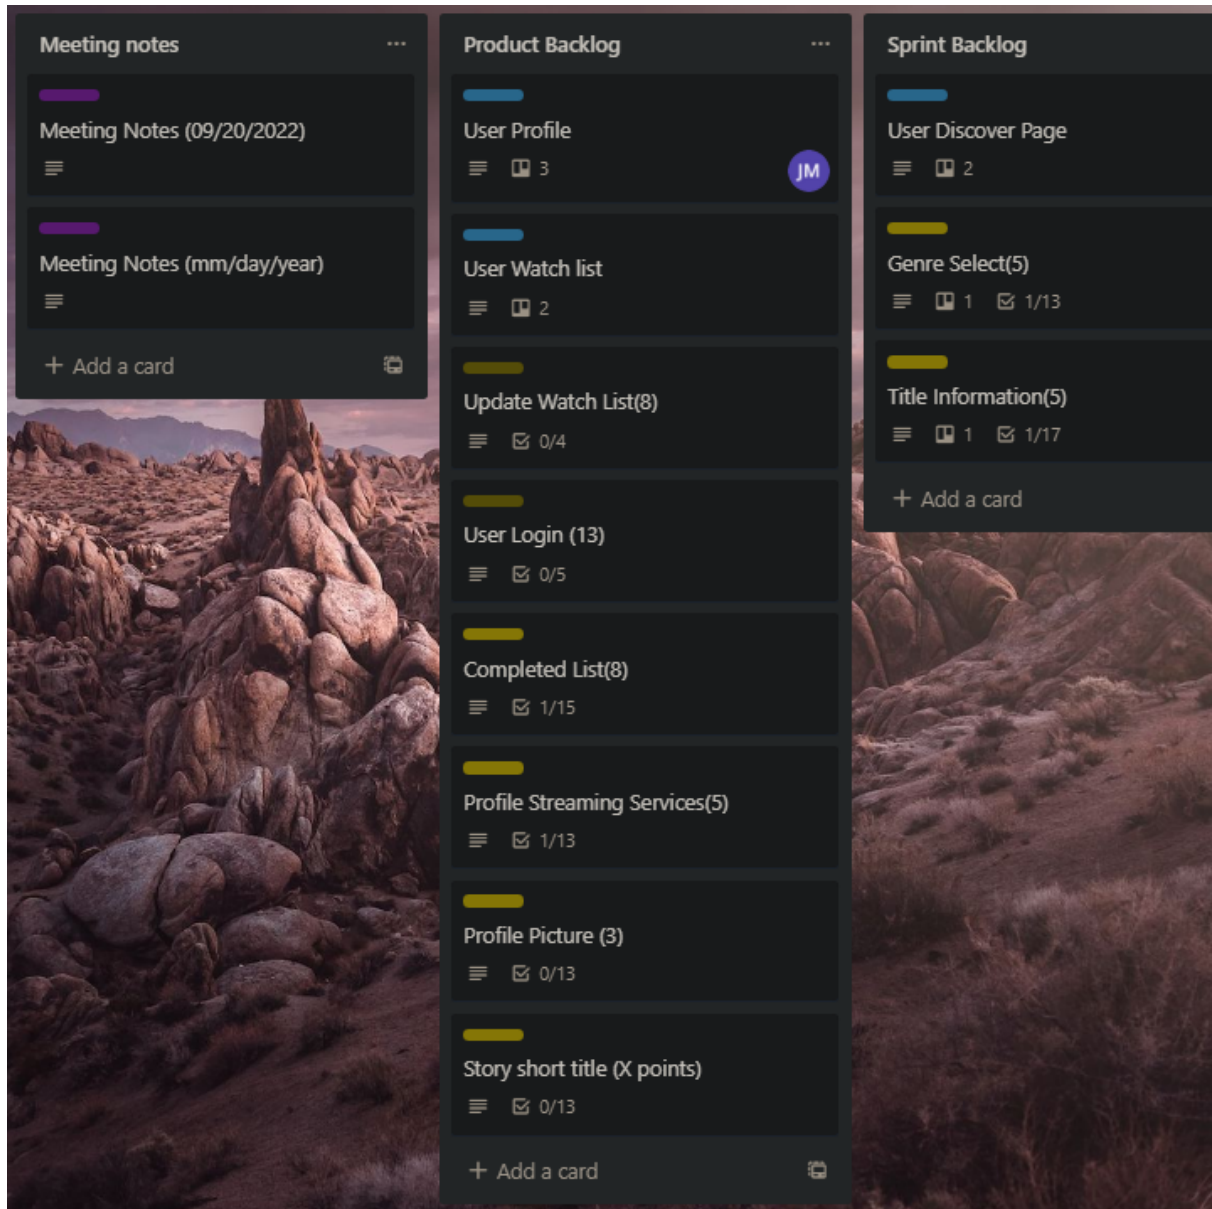 Meeting notes
Meeting Notes (09/20/2022)
Meeting Notes (mm/day/year)
+ Add a card
Product Backlog
User Profile
3
JM
User Watch list
2
Update Watch List(8)
0/4
User Login (13)
0/5
Completed List(8)
1/15
Profile Streaming Services(5)
1/13
Profile Picture (3)
0/13
Story short title (X points)
0/13
+ Add a card
Sprint Backlog
User Discover Page
2
Genre Select(5)
1 1/13
Title Information(5)
1 1/17
+ Add a card